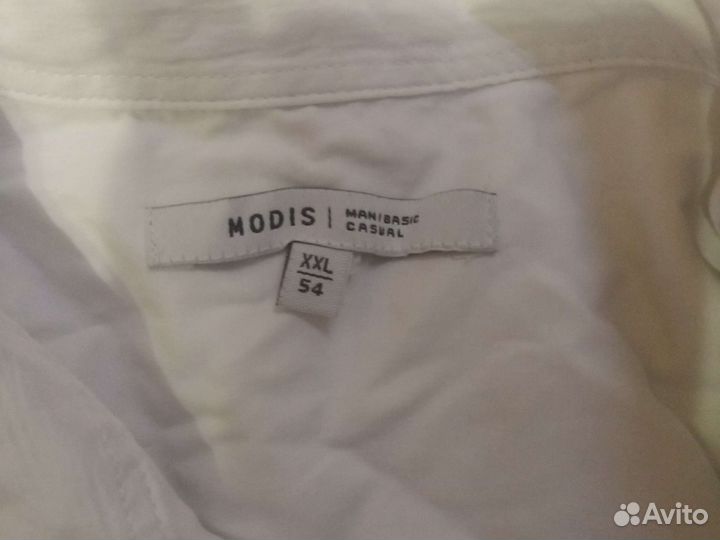 MODIS | MAN/BASIC
CASUAL
XXL
54
Avito